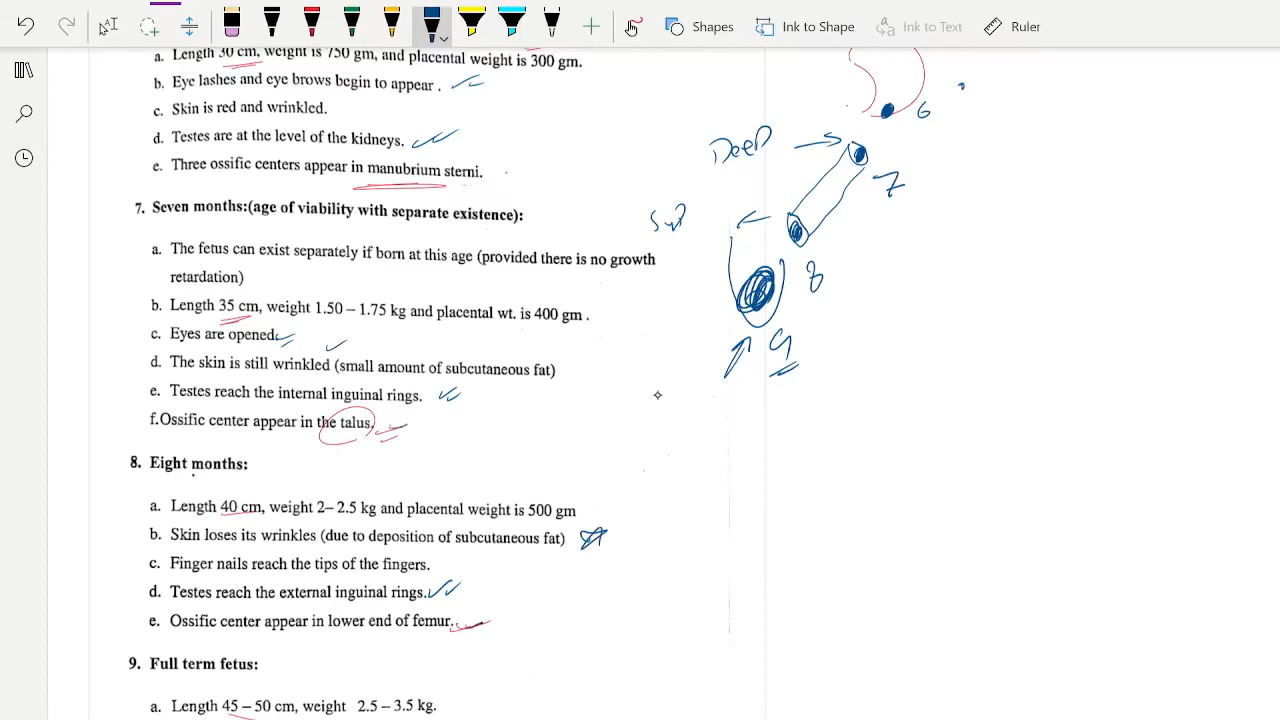 Shapes Ink to Shape Ink to Text Ruler
a. Length 30 cm, weight is 750 gm, and placental weight is 300 gm.
b. Eye lashes and eye brows begin to appear .
c. Skin is red and wrinkled.
d. Testes are at the level of the kidneys.
e. Three ossific centers appear in manubrium sterni.
7. Seven months:(age of viability with separate existence):
a. The fetus can exist separately if born at this age (provided there is no growth
retardation)
b. Length 35 cm, weight 1.50 – 1.75 kg and placental wt. is 400 gm .
c. Eyes are opened.
d. The skin is still wrinkled (small amount of subcutaneous fat)
e. Testes reach the internal inguinal rings.
f.Ossific center appear in the talus.
8. Eight months:
a. Length 40 cm, weight 2– 2.5 kg and placental weight is 500 gm
b. Skin loses its wrinkles (due to deposition of subcutaneous fat)
c. Finger nails reach the tips of the fingers.
d. Testes reach the external inguinal rings.
e. Ossific center appear in lower end of femur.
9. Full term fetus:
a. Length 45 – 50 cm, weight 2.5 – 3.5 kg.
6
Deep
7
8
9